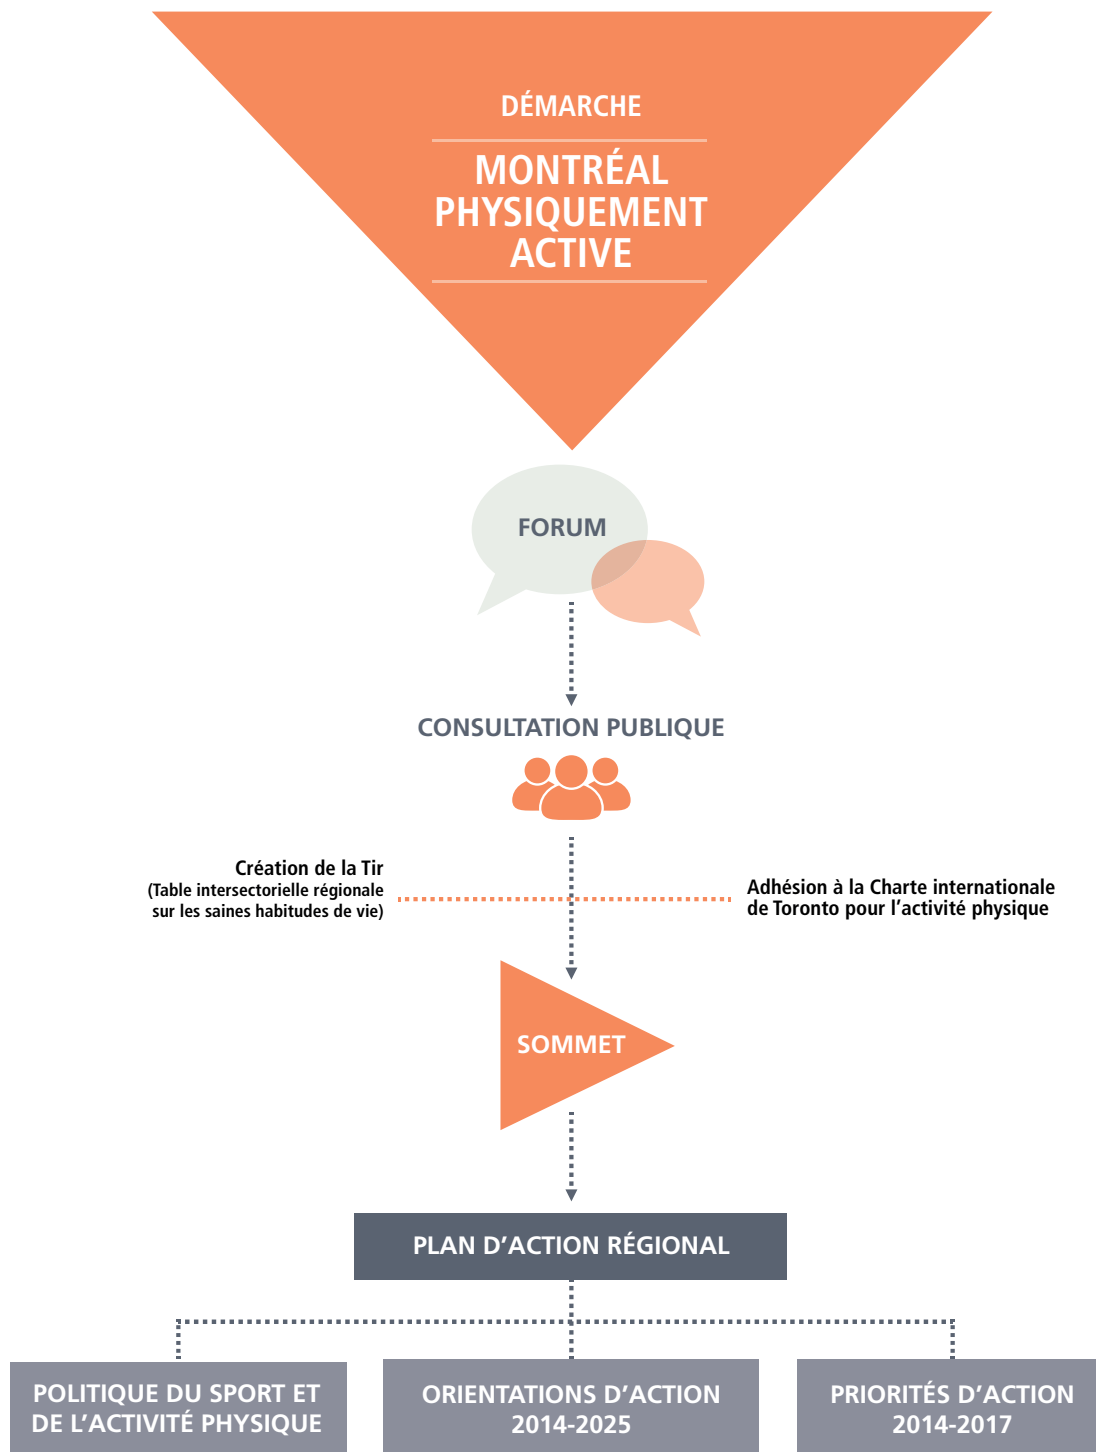 DÉMARCHE
MONTRÉAL
PHYSIQUEMENT
ACTIVE
FORUM
CONSULTATION PUBLIQUE
Création de la Tir
(Table intersectorielle régionale
sur les saines habitudes de vie)
Adhésion à la Charte internationale
de Toronto pour l’activité physique
SOMMET
PLAN D’ACTION RÉGIONAL
POLITIQUE DU SPORT ET
DE L’ACTIVITÉ PHYSIQUE
ORIENTATIONS D’ACTION
2014-2025
PRIORITÉS D’ACTION
2014-2017